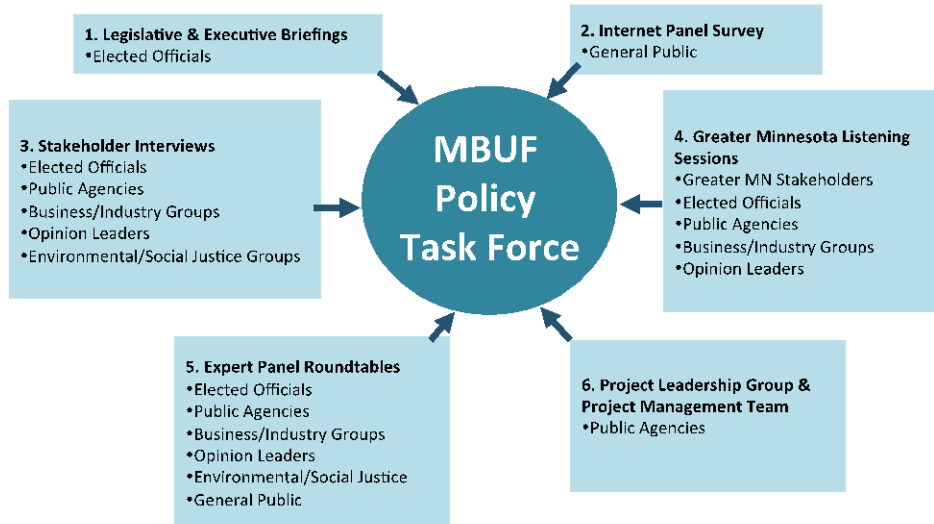 1. Legislative & Executive Briefings
•Elected Officials
2. Internet Panel Survey
•General Public
3. Stakeholder Interviews
•Elected Officials
•Public Agencies
•Business/Industry Groups
•Opinion Leaders
•Environmental/Social Justice Groups
MBUF
Policy
Task Force
4. Greater Minnesota Listening
Sessions
•Greater MN Stakeholders
•Elected Officials
•Public Agencies
•Business/Industry Groups
•Opinion Leaders
5. Expert Panel Roundtables
•Elected Officials
•Public Agencies
•Business/Industry Groups
•Opinion Leaders
•Environmental/Social Justice
•General Public
6. Project Leadership Group &
Project Management Team
•Public Agencies